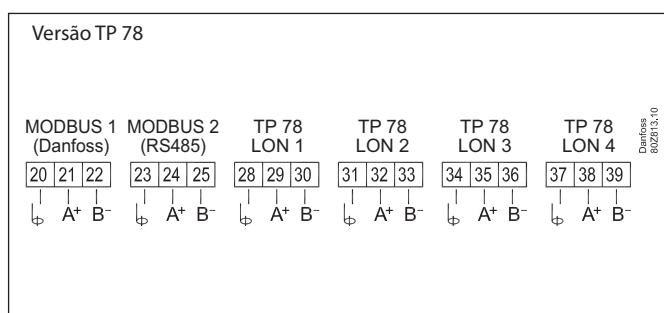 Versão TP 78
MODBUS 1 MODBUS 2 TP 78 TP 78 TP 78 TP 78
(Danfoss) (RS485) LON 1 LON 2 LON 3 LON 4
20 21 22 23 24 25 28 29 30 31 32 33 34 35 36 37 38 39
A+ B- A+ B- A+ B- A+ B- A+ B- A+ B-
Danfoss
80Z813.10